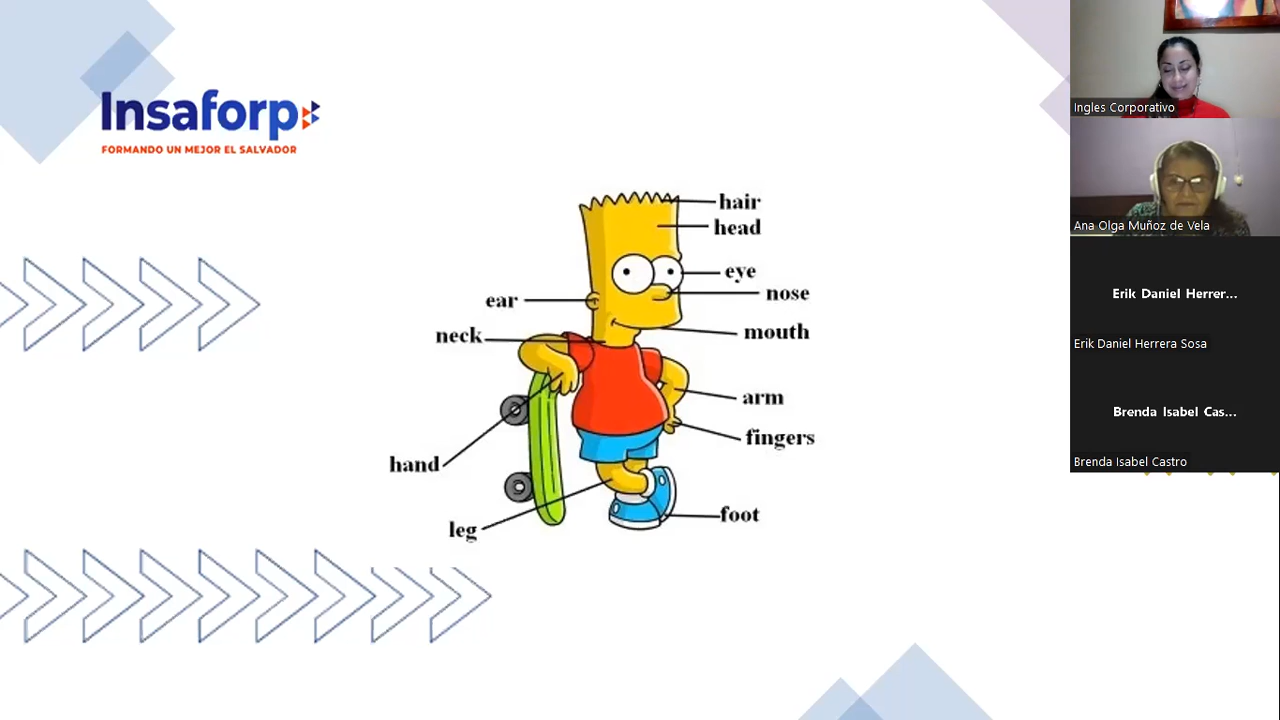 Insaforp
FORMANDO UN MEJOR EL SALVADOR
hair
head
eye
nose
ear
mouth
neck
arm
fingers
hand
leg
foot
Ingles Corporativo
Ana Olga Muñoz de Vela
Erik Daniel Herrer...
Erik Daniel Herrera Sosa
Brenda Isabel Cas...
Brenda Isabel Castro